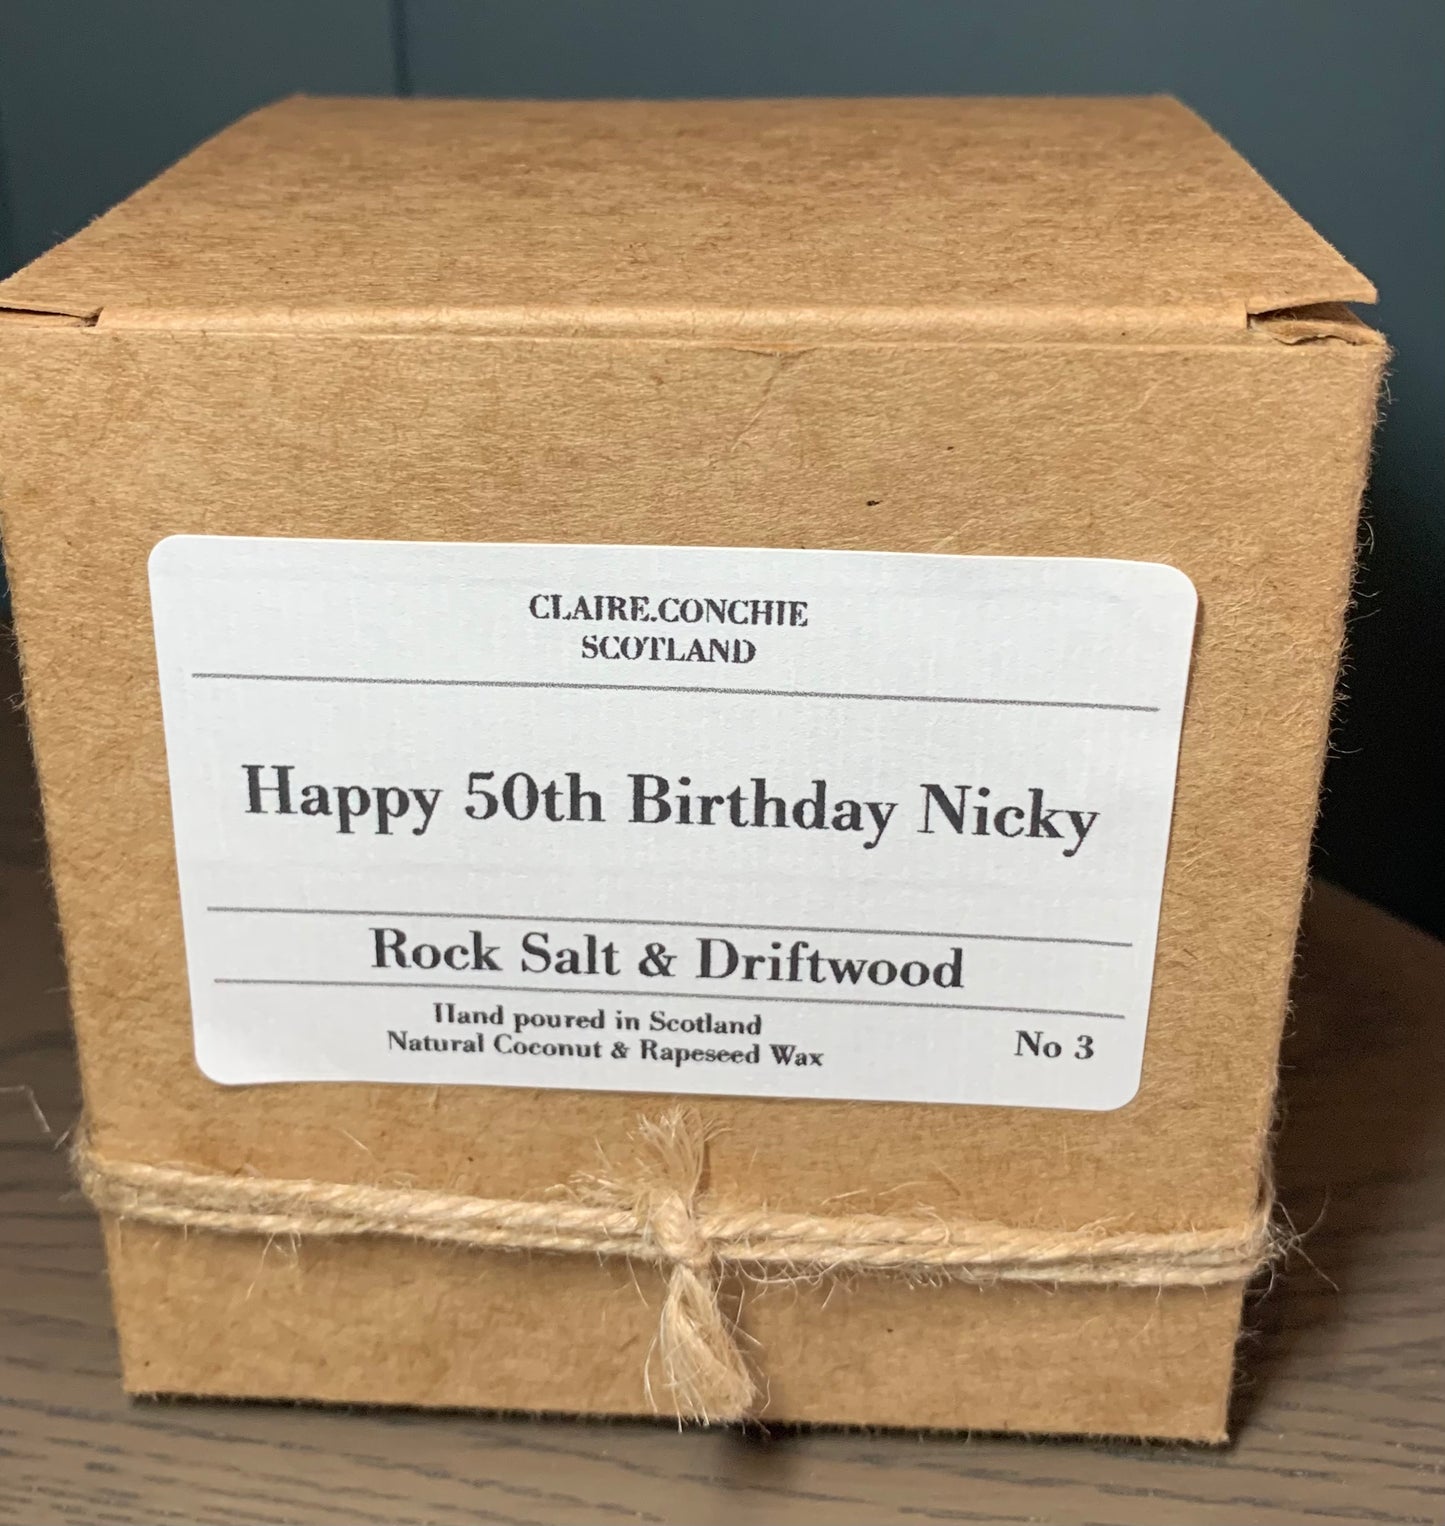 CLAIRE.CONCHIE
SCOTLAND
Happy 50th Birthday Nicky
Rock Salt & Driftwood
Hand poured in Scotland
Natural Coconut & Rapeseed Wax
No 3